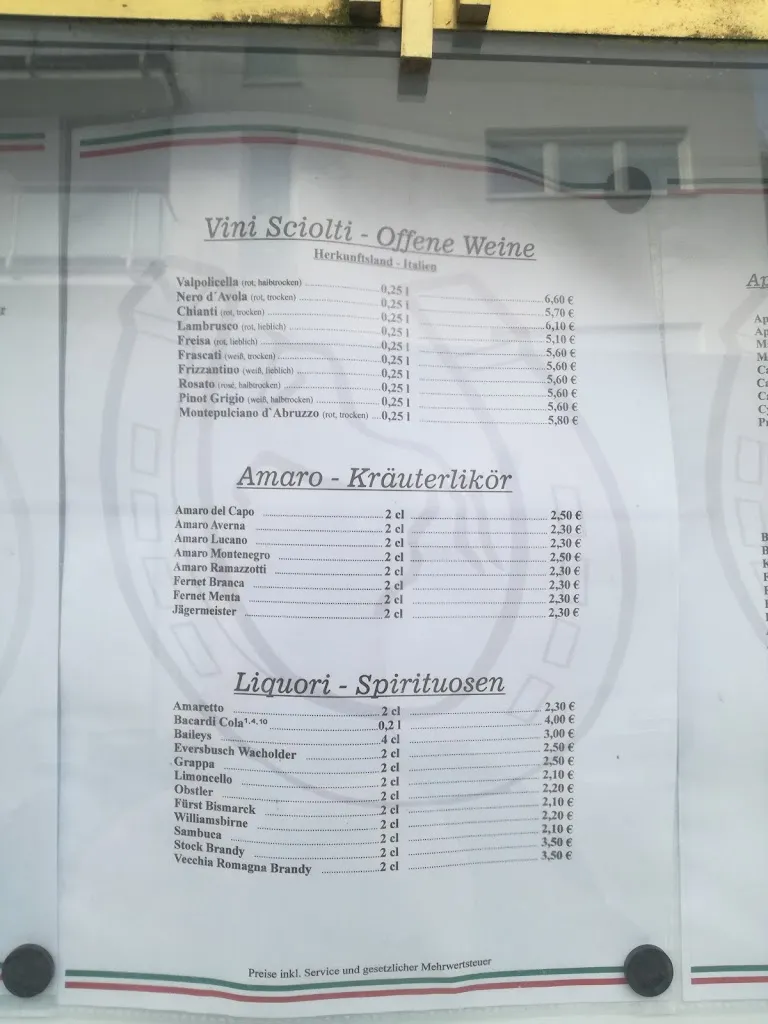 Vini Sciolti - Offene Weine
Herkunftsland - Italien
Valpolicella (rot, halbtrocken) 0,25 l 6,60 €
Nero d´Avola (rot, trocken) 0,25 l 5,70 €
Chianti (rot, trocken) 0,25 l 6,10 €
Lambrusco (rot, lieblich) 0,25 l 5,10 €
Freisa (rot, lieblich) 0,25 l 5,60 €
Frascati (weiß, trocken) 0,25 l 5,60 €
Frizzantino (weiß, lieblich) 0,25 l 5,60 €
Rosato (rosé, halbtrocken) 0,25 l 5,60 €
Pinot Grigio (weiß, halbtrocken) 0,25 l 5,60 €
Montepulciano d´Abruzzo (rot, trocken) 0,25 l 5,80 €
Amaro - Kräuterlikör
Amaro del Capo 2 cl 2,50 €
Amaro Averna 2 cl 2,30 €
Amaro Lucano 2 cl 2,30 €
Amaro Montenegro 2 cl 2,50 €
Amaro Ramazzotti 2 cl 2,30 €
Fernet Branca 2 cl 2,30 €
Fernet Menta 2 cl 2,30 €
Jägermeister 2 cl 2,30 €
Liquori - Spirituosen
Amaretto 2 cl 2,30 €
Bacardi Cola¹·⁴·¹⁰ 0,2 l 4,00 €
Baileys 4 cl 3,00 €
Eversbusch Wacholder 2 cl 2,50 €
Grappa 2 cl 2,50 €
Limoncello 2 cl 2,10 €
Obstler 2 cl 2,20 €
Fürst Bismarck 2 cl 2,10 €
Williamsbirne 2 cl 2,20 €
Sambuca 2 cl 2,10 €
Stock Brandy 2 cl 3,50 €
Vecchia Romagna Brandy 2 cl 3,50 €
Preise inkl. Service und gesetzlicher Mehrwertsteuer